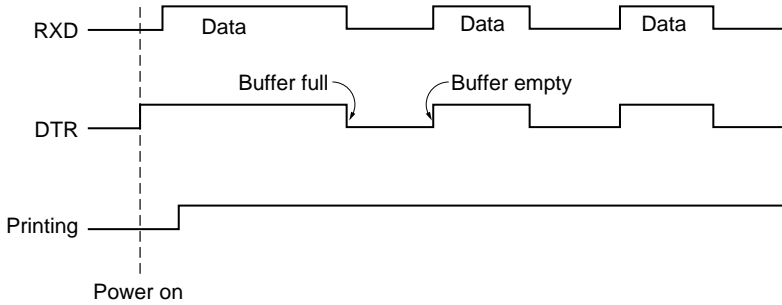 RXD
Data
Data
Data
Buffer full
Buffer empty
DTR
Printing
Power on